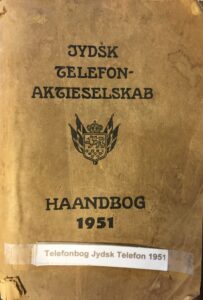 JYDSK
TELEFON-
AKTIESELSKAB
HAANDBOG
1951
Telefonbog Jydsk Telefon 1951